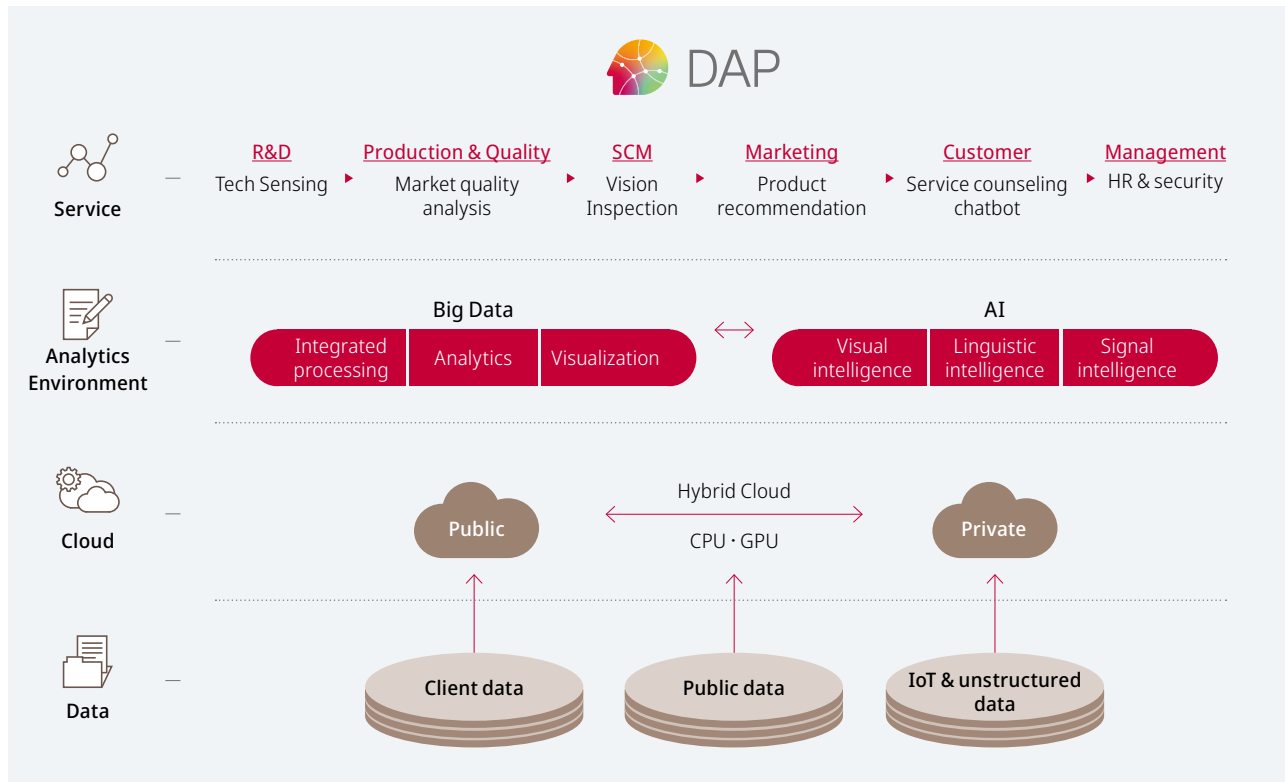 DAP
R&D
Tech Sensing
Production & Quality
Market quality
analysis
SCM
Vision
Inspection
Marketing
Product
recommendation
Customer
Service counseling
chatbot
Management
HR & security
Service
Big Data
Integrated
processing
Analytics
Visualization
AI
Visual
intelligence
Linguistic
intelligence
Signal
intelligence
Analytics
Environment
Public
Hybrid Cloud
CPU · GPU
Private
Cloud
Client data
Public data
IoT & unstructured
data
Data